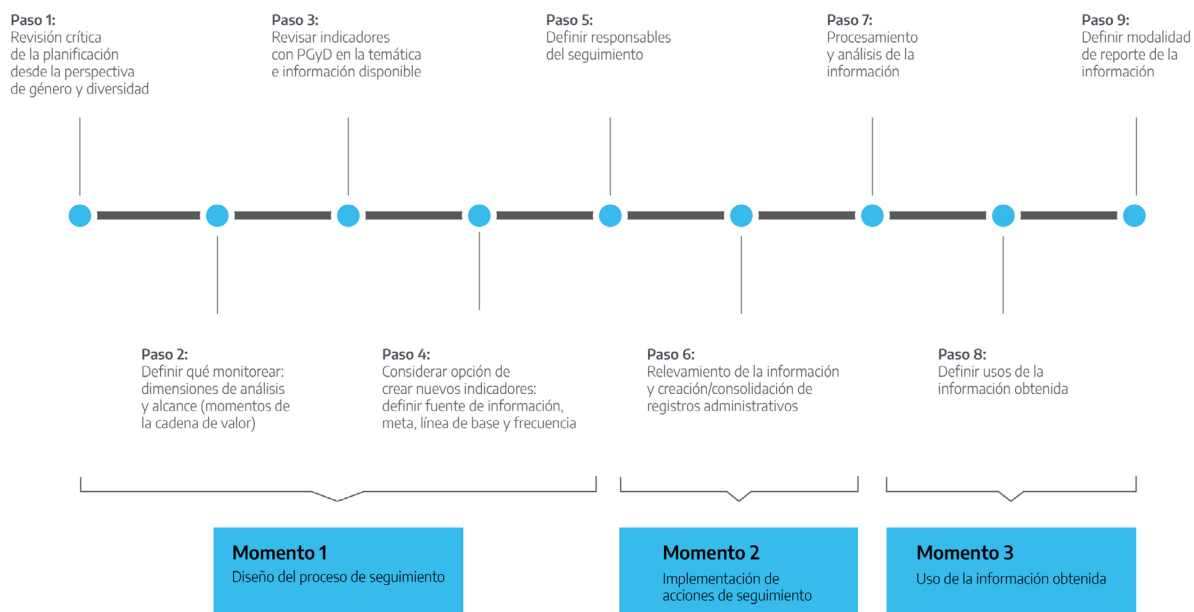 Paso 1:
Revisión crítica
de la planificación
desde la perspectiva
de género y diversidad
Paso 3:
Revisar indicadores
con PGyD en la temática
e información disponible
Paso 5:
Definir responsables
del seguimiento
Paso 7:
Procesamiento
y análisis de la
información
Paso 9:
Definir modalidad
de reporte de la
información
Paso 2:
Definir qué monitorear:
dimensiones de análisis
y alcance (momentos de
la cadena de valor)
Paso 4:
Considerar opción de
crear nuevos indicadores:
definir fuente de información,
meta, línea de base y frecuencia
Paso 6:
Relevamiento de la información
y creación/consolidación de
registros administrativos
Paso 8:
Definir usos de la
información obtenida
Momento 1
Diseño del proceso de seguimiento
Momento 2
Implementación de
acciones de seguimiento
Momento 3
Uso de la información obtenida